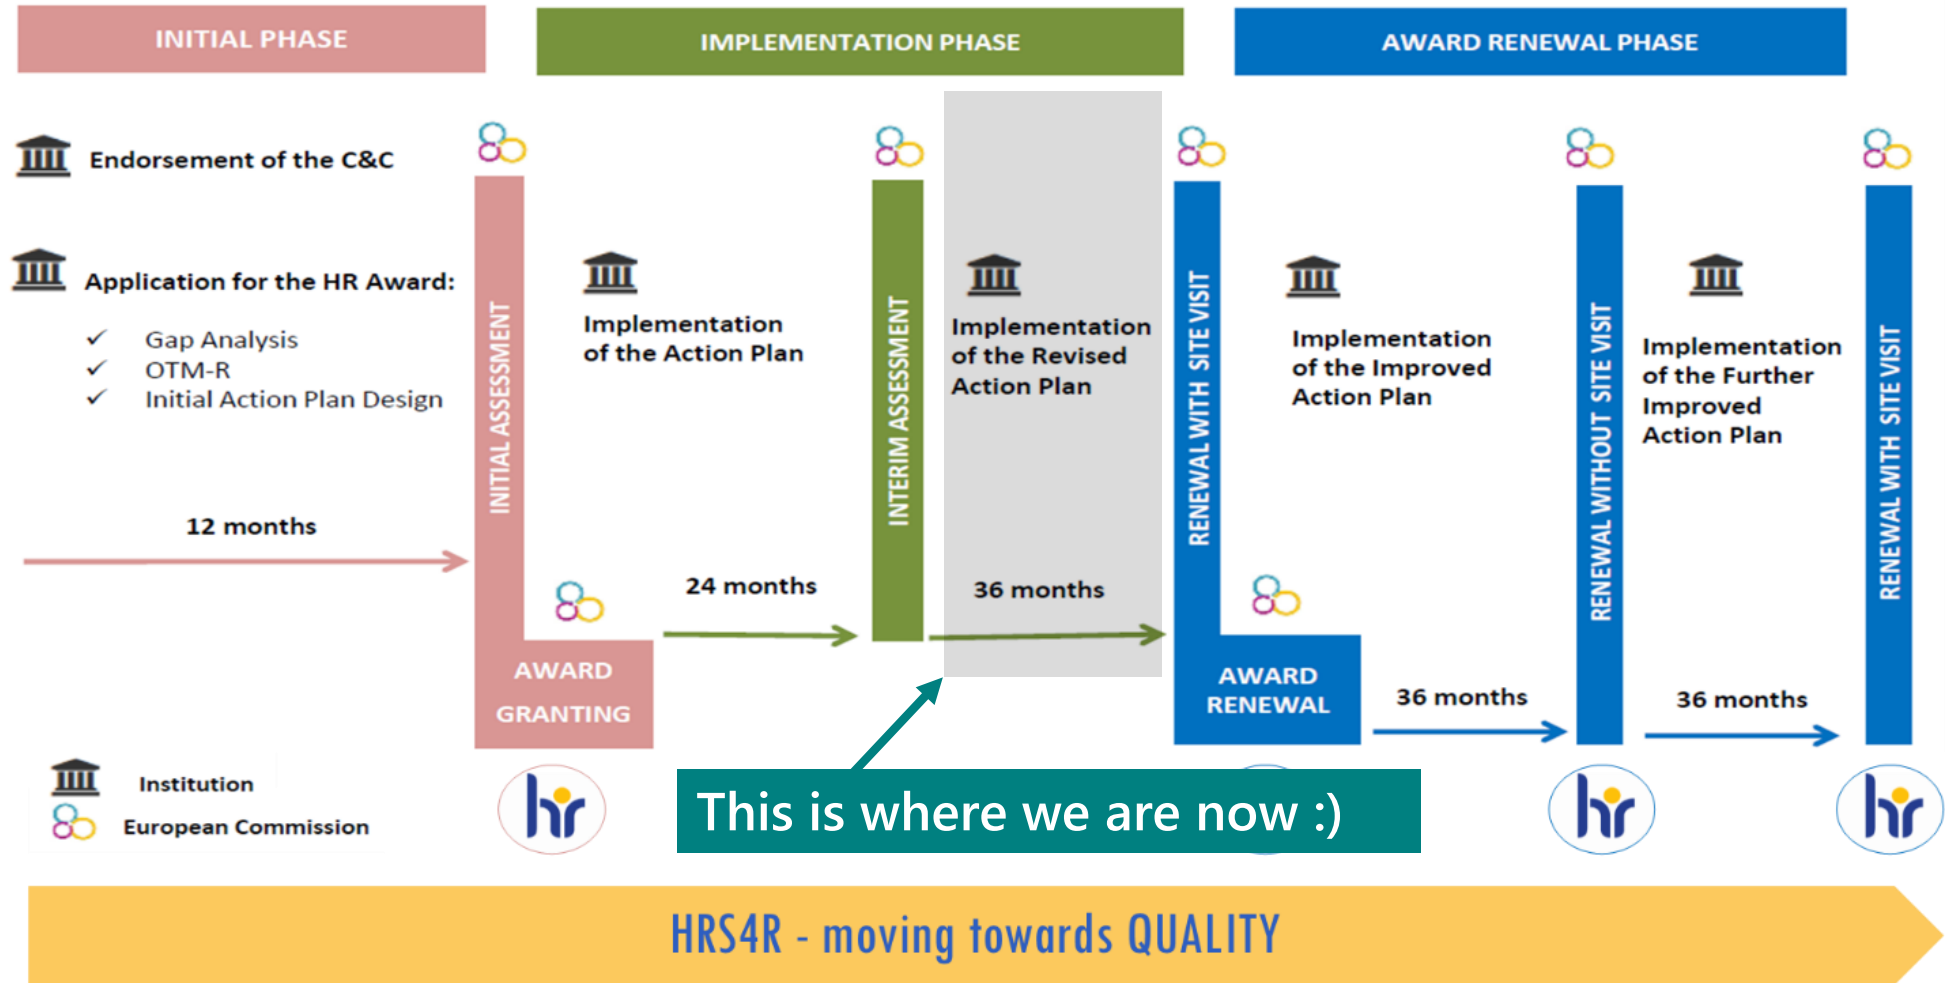 INITIAL PHASE
IMPLEMENTATION PHASE
AWARD RENEWAL PHASE
Endorsement of the C&C
Application for the HR Award:
✓ Gap Analysis
✓ OTM-R
✓ Initial Action Plan Design
12 months
INITIAL ASSESSMENT
AWARD
GRANTING
Implementation
of the Action Plan
24 months
INTERIM ASSESSMENT
Implementation
of the Revised
Action Plan
36 months
RENEWAL WITH SITE VISIT
AWARD
RENEWAL
Implementation
of the Improved
Action Plan
36 months
RENEWAL WITHOUT SITE VISIT
Implementation
of the Further
Improved
Action Plan
36 months
RENEWAL WITH SITE VISIT
Institution
European Commission
hr
This is where we are now :)
hr
hr
HRS4R - moving towards QUALITY